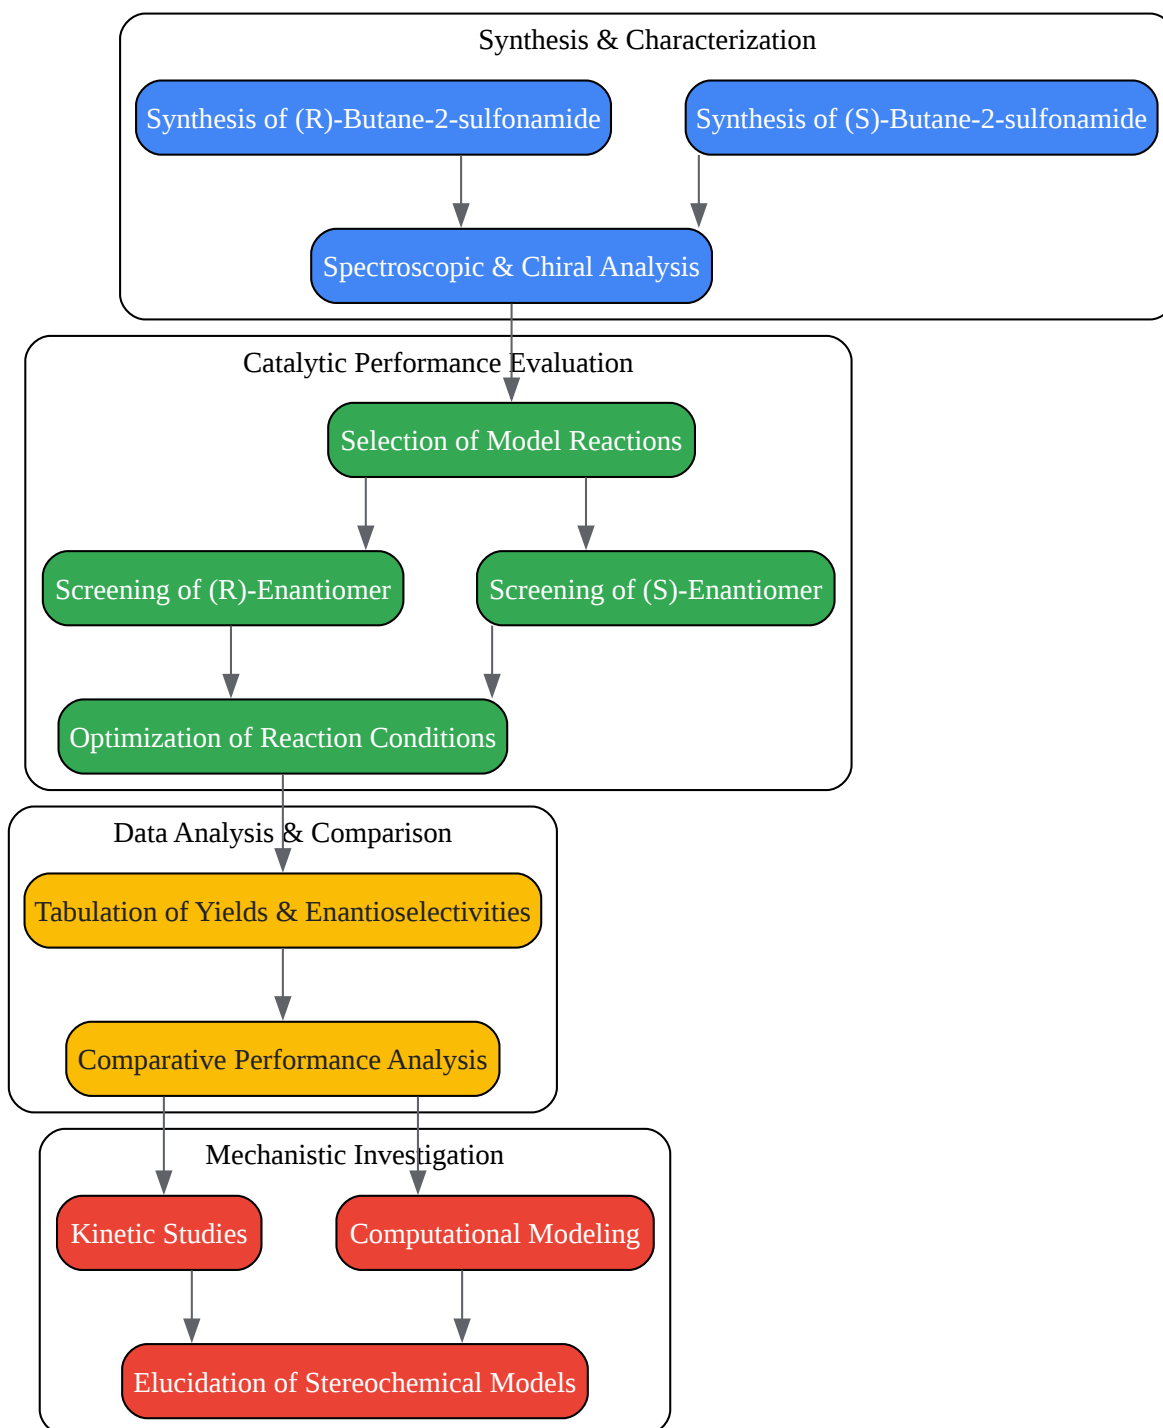 Synthesis & Characterization
Synthesis of (R)-Butane-2-sulfonamide
Synthesis of (S)-Butane-2-sulfonamide
Spectroscopic & Chiral Analysis
Catalytic Performance Evaluation
Selection of Model Reactions
Screening of (R)-Enantiomer
Screening of (S)-Enantiomer
Optimization of Reaction Conditions
Data Analysis & Comparison
Tabulation of Yields & Enantioselectivities
Comparative Performance Analysis
Mechanistic Investigation
Kinetic Studies
Computational Modeling
Elucidation of Stereochemical Models